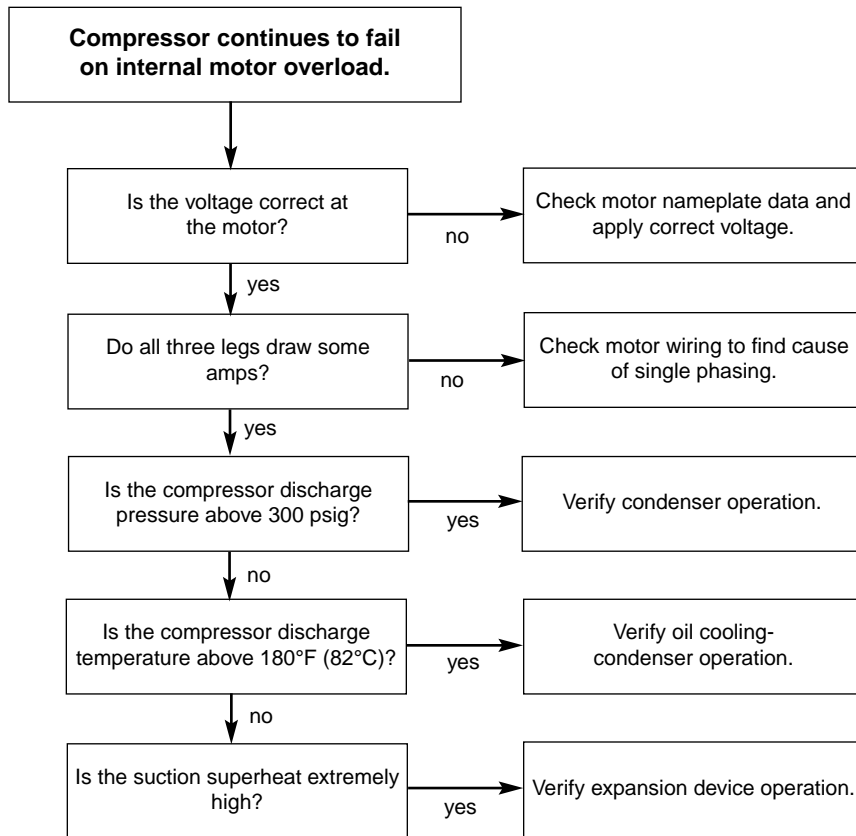 Compressor continues to fail
on internal motor overload.
Is the voltage correct at
the motor?
no
Check motor nameplate data and
apply correct voltage.
yes
Do all three legs draw some
amps?
no
Check motor wiring to find cause
of single phasing.
yes
Is the compressor discharge
pressure above 300 psig?
yes
Verify condenser operation.
no
Is the compressor discharge
temperature above 180°F (82°C)?
yes
Verify oil cooling-
condenser operation.
no
Is the suction superheat extremely
high?
yes
Verify expansion device operation.